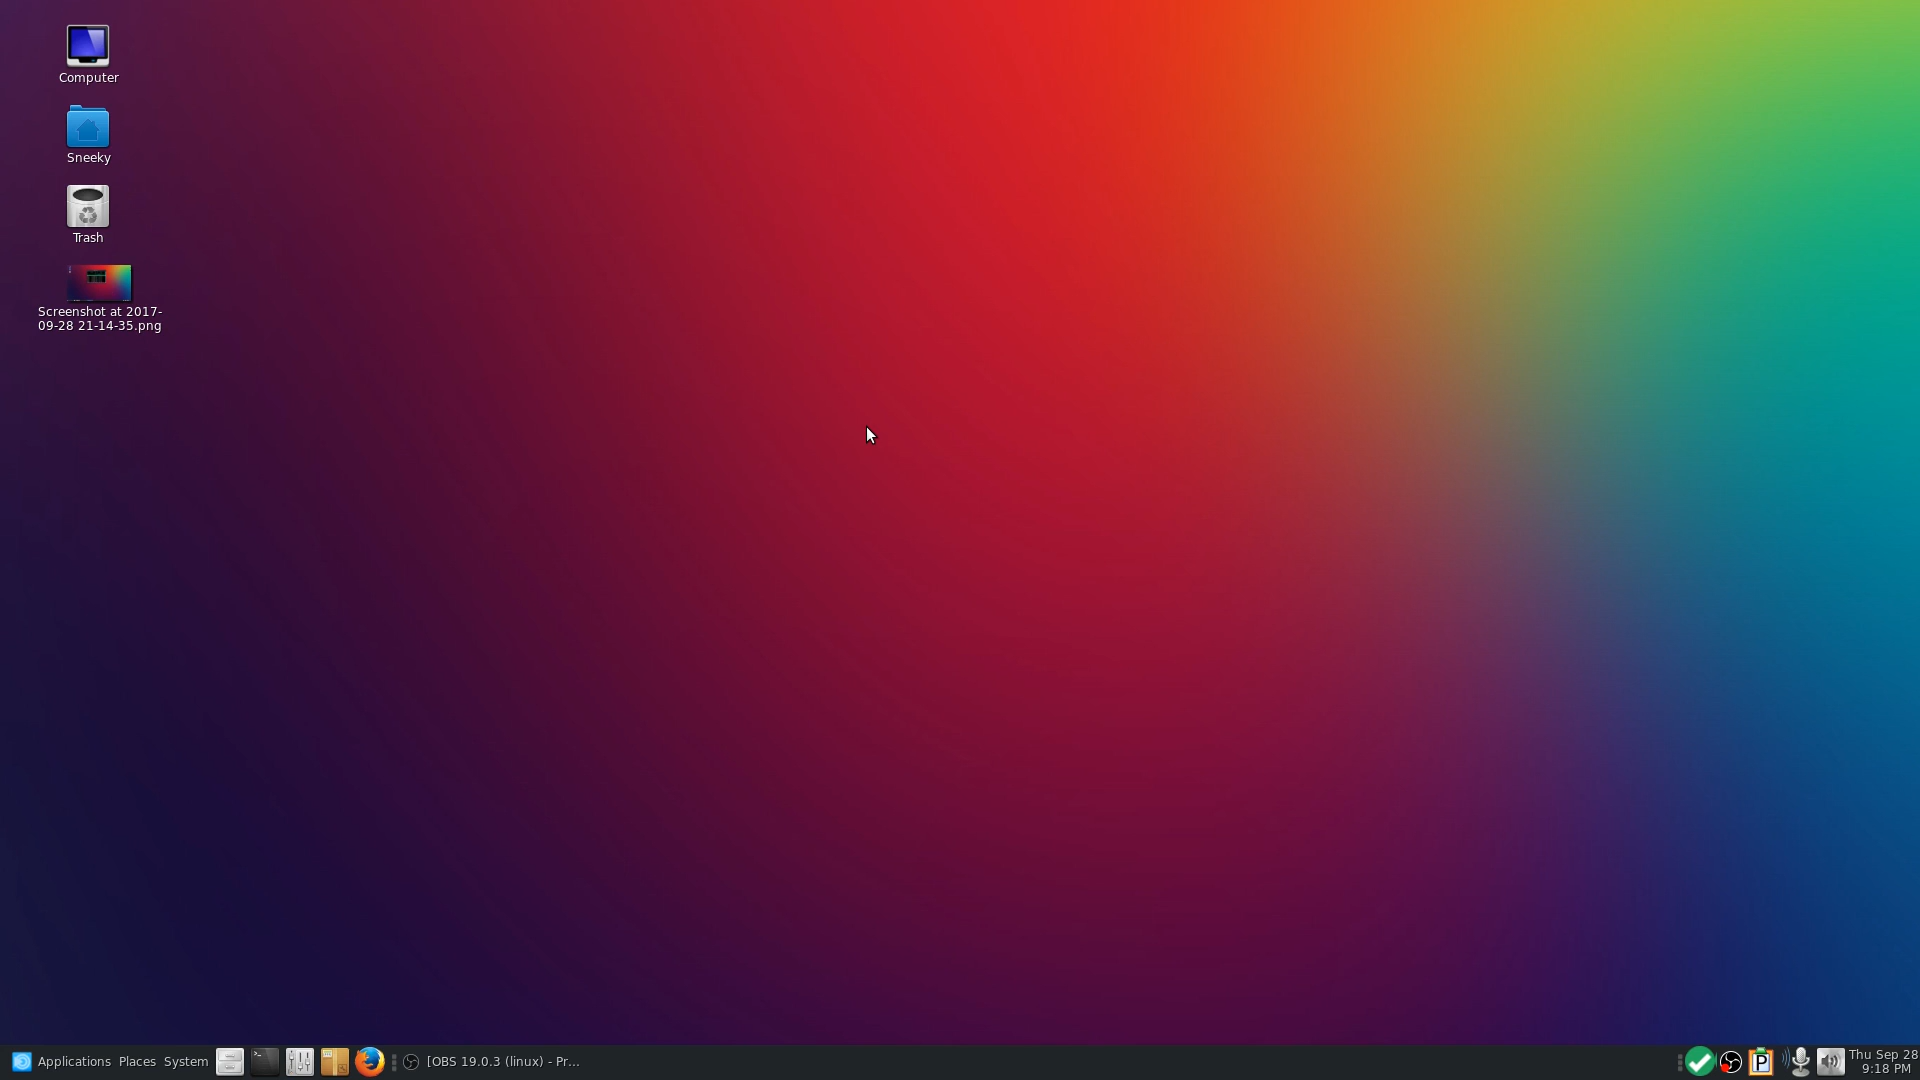 Computer
Sneeky
Trash
Screenshot at 2017-
09-28 21-14-35.png
Applications Places System [OBS 19.0.3 (linux) - Pr...
P
Thu Sep 28
9:18 PM